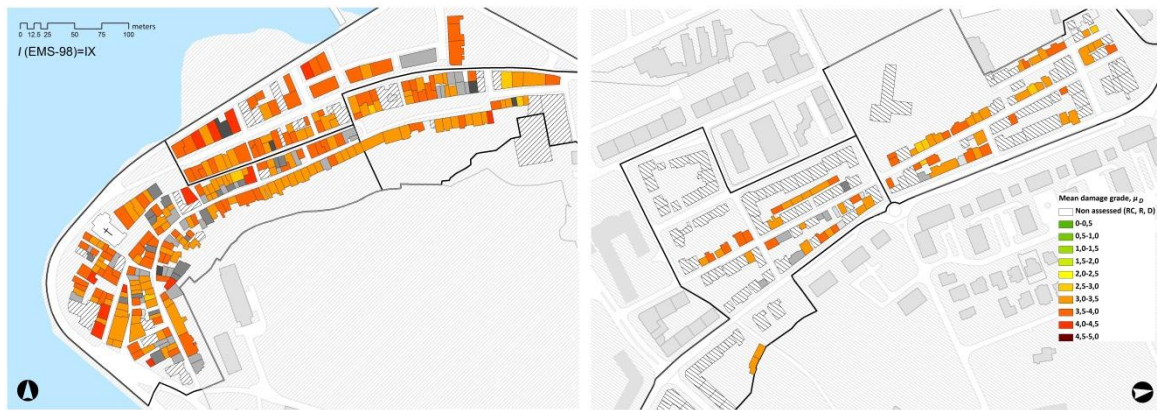 0 12.5 25 50 75 100
meters
I (EMS-98)=IX
Mean damage grade, μD
Non assessed (RC, R, D)
0-0,5
0,5-1,0
1,0-1,5
1,5-2,0
2,0-2,5
2,5-3,0
3,0-3,5
3,5-4,0
4,0-4,5
4,5-5,0